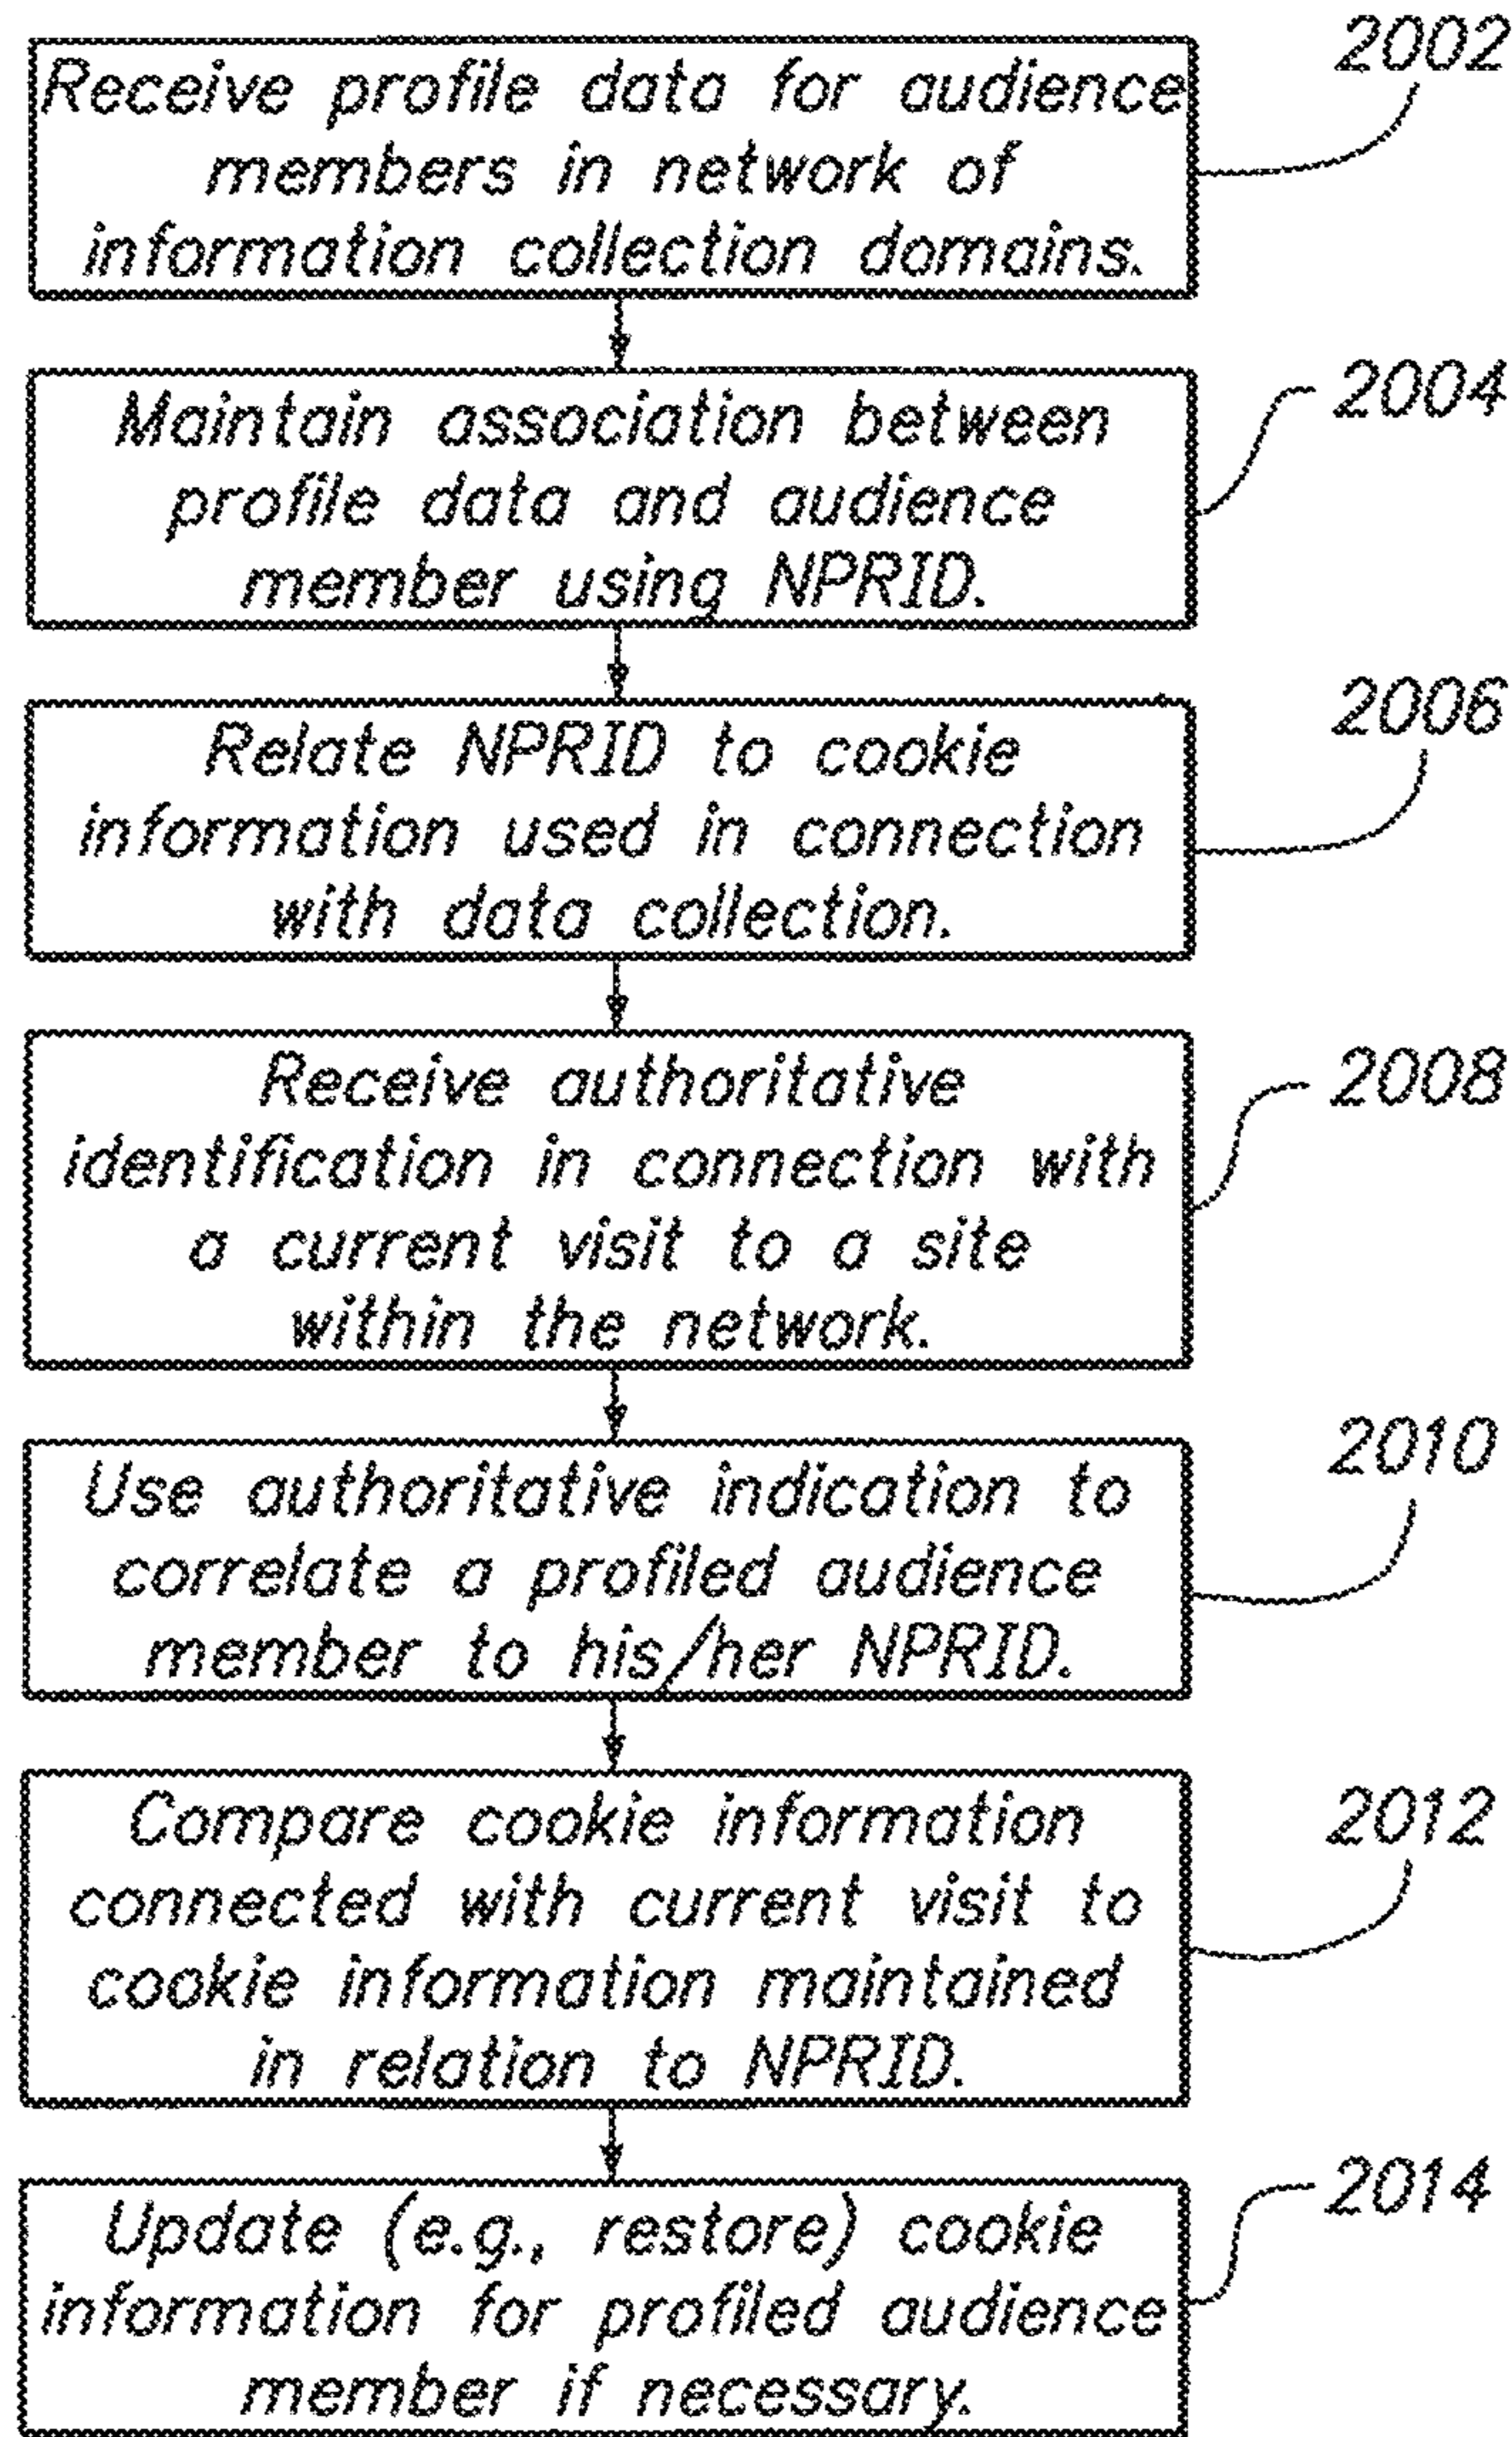 Receive profile data for audience
members in network of
information collection domains.
2002
Maintain association between
profile data and audience
member using NPRID.
2004
Relate NPRID to cookie
information used in connection
with data collection.
2006
Receive authoritative
identification in connection with
a current visit to a site
within the network.
2008
Use authoritative indication to
correlate a profiled audience
member to his/her NPRID.
2010
Compare cookie information
connected with current visit to
cookie information maintained
in relation to NPRID.
2012
Update (e.g., restore) cookie
information for profiled audience
member if necessary.
2014